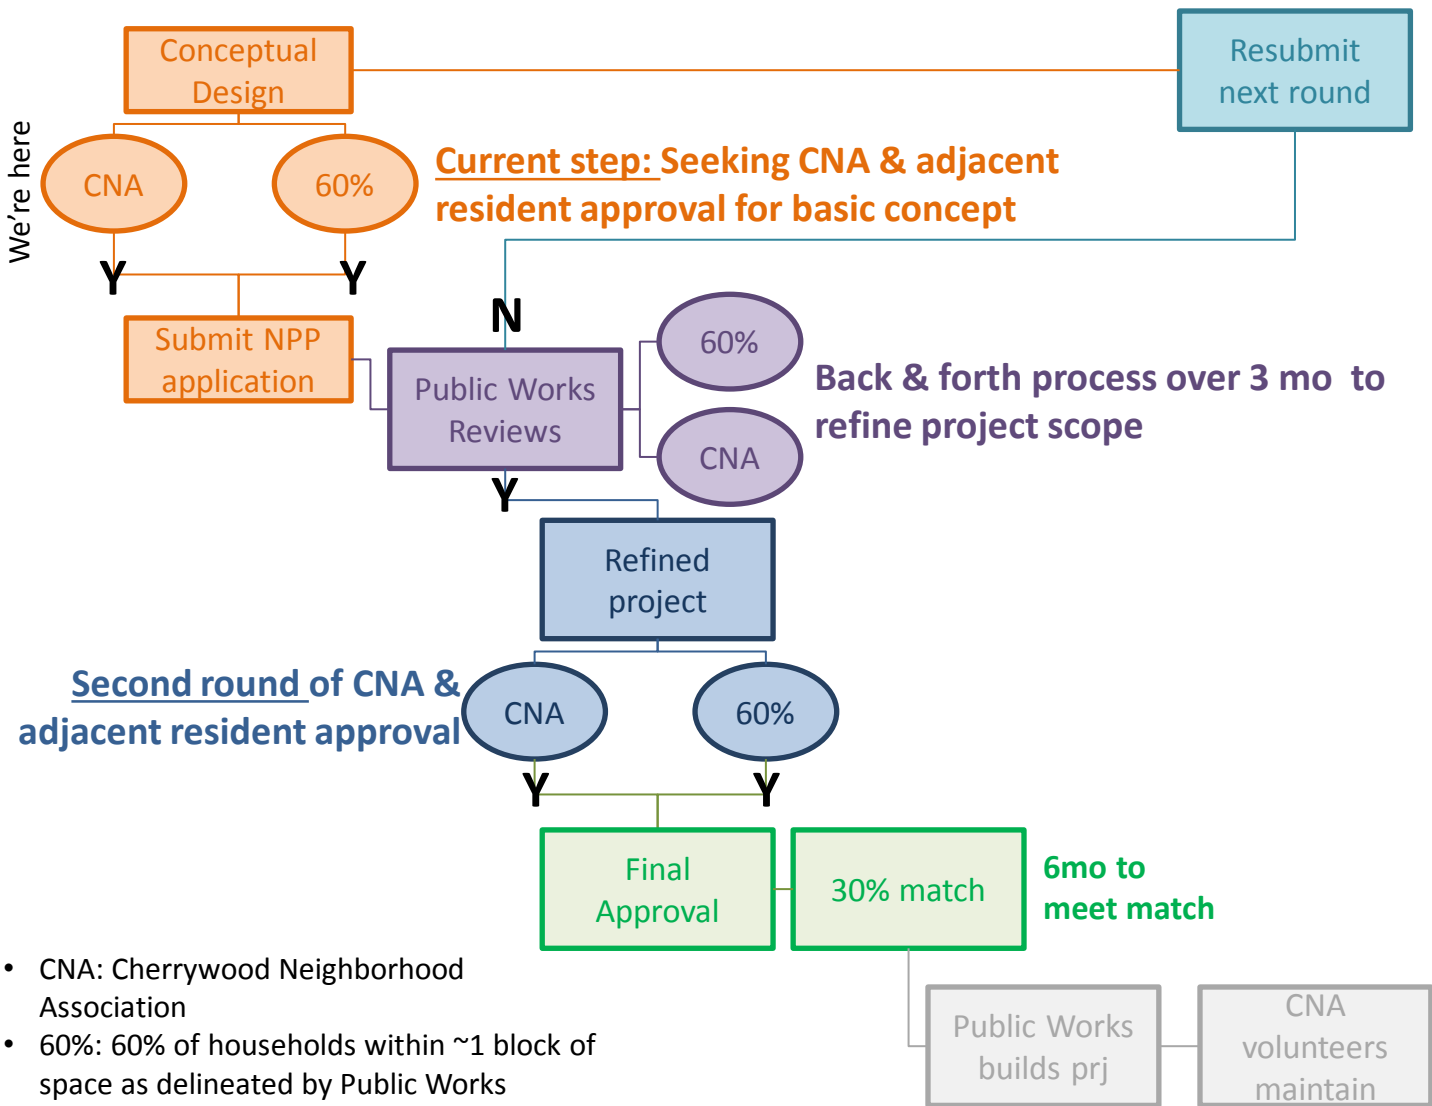 Conceptual
Design
Resubmit
next round
We're here
CNA
60%
Current step: Seeking CNA & adjacent
resident approval for basic concept
Y
Y
N
Submit NPP
application
Public Works
Reviews
60%
CNA
Back & forth process over 3 mo  to
refine project scope
Y
Refined
project
Second round of CNA &
adjacent resident approval
CNA
60%
Y
Y
Final
Approval
30% match
6mo to
meet match
• CNA: Cherrywood Neighborhood
Association
• 60%: 60% of households within ~1 block of
space as delineated by Public Works
Public Works
builds prj
CNA
volunteers
maintain